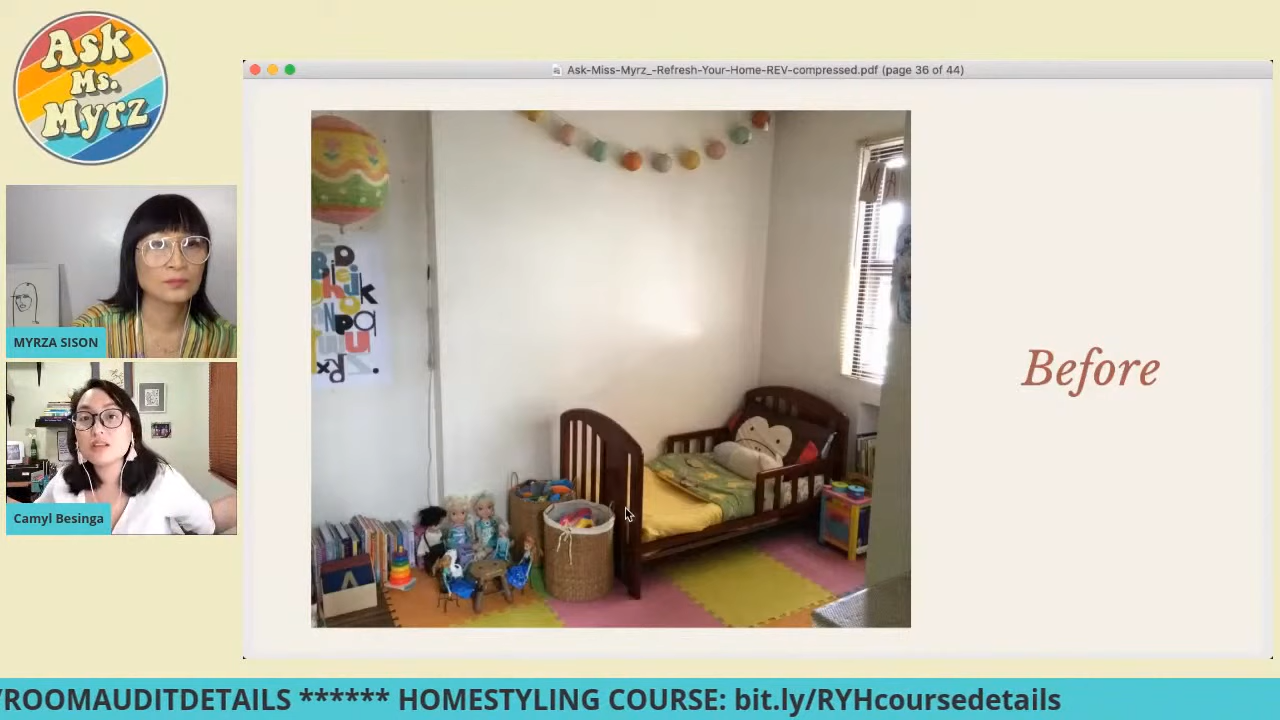 Ask
Ms.
Myrz
Ask-Miss-Myrz_-Refresh-Your-Home-REV-compressed.pdf (page 36 of 44)
MYRZA SISON
Camyl Besinga
Before
M A
A
/ROOMAUDITDETAILS ****** HOMESTYLING COURSE: bit.ly/RYHcoursedetails